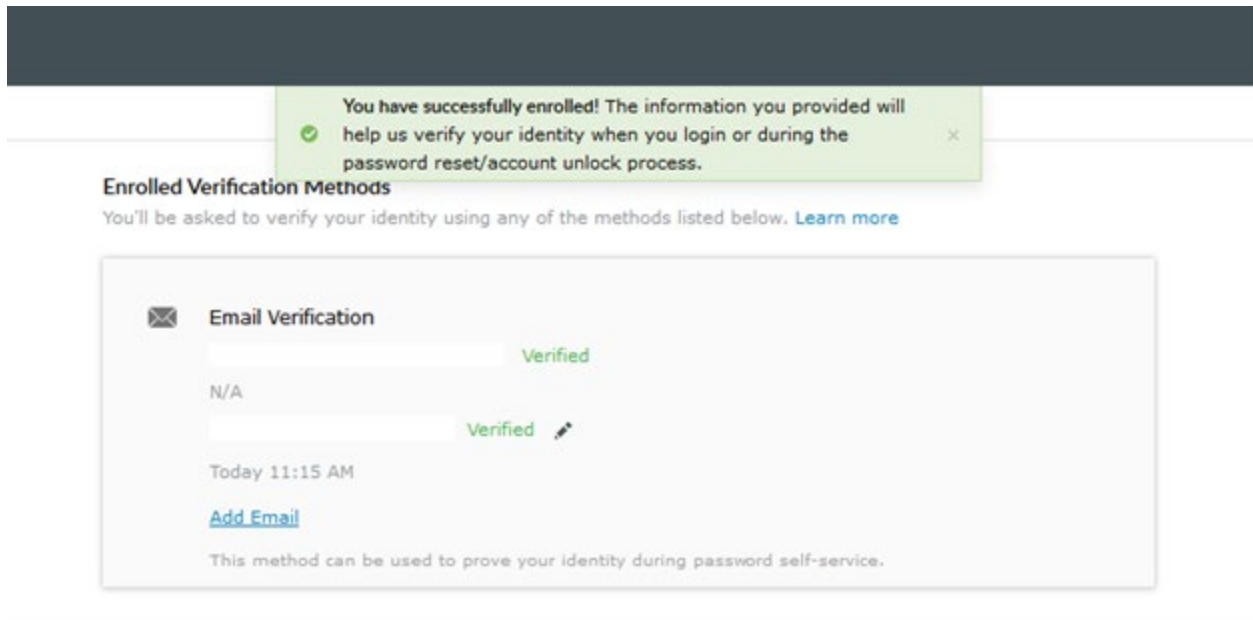 You have successfully enrolled! The information you provided will
help us verify your identity when you login or during the
password reset/account unlock process.
×
Enrolled Verification Methods
You'll be asked to verify your identity using any of the methods listed below. Learn more
Email Verification
Verified
N/A
Verified
Today 11:15 AM
Add Email
This method can be used to prove your identity during password self-service.